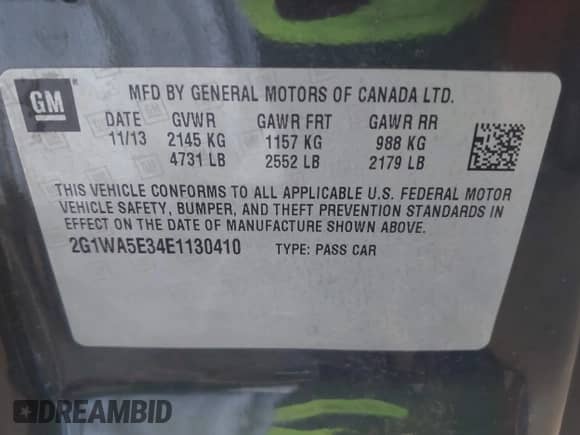 GM
MFD BY GENERAL MOTORS OF CANADA LTD.
DATE GVWR GAWR FRT GAWR RR
11/13 2145 KG 1157 KG 988 KG
4731 LB 2552 LB 2179 LB
THIS VEHICLE CONFORMS TO ALL APPLICABLE U.S. FEDERAL MOTOR
VEHICLE SAFETY, BUMPER, AND THEFT PREVENTION STANDARDS IN
EFFECT ON THE DATE OF MANUFACTURE SHOWN ABOVE.
2G1WA5E34E1130410 TYPE: PASS CAR
DREAMBID